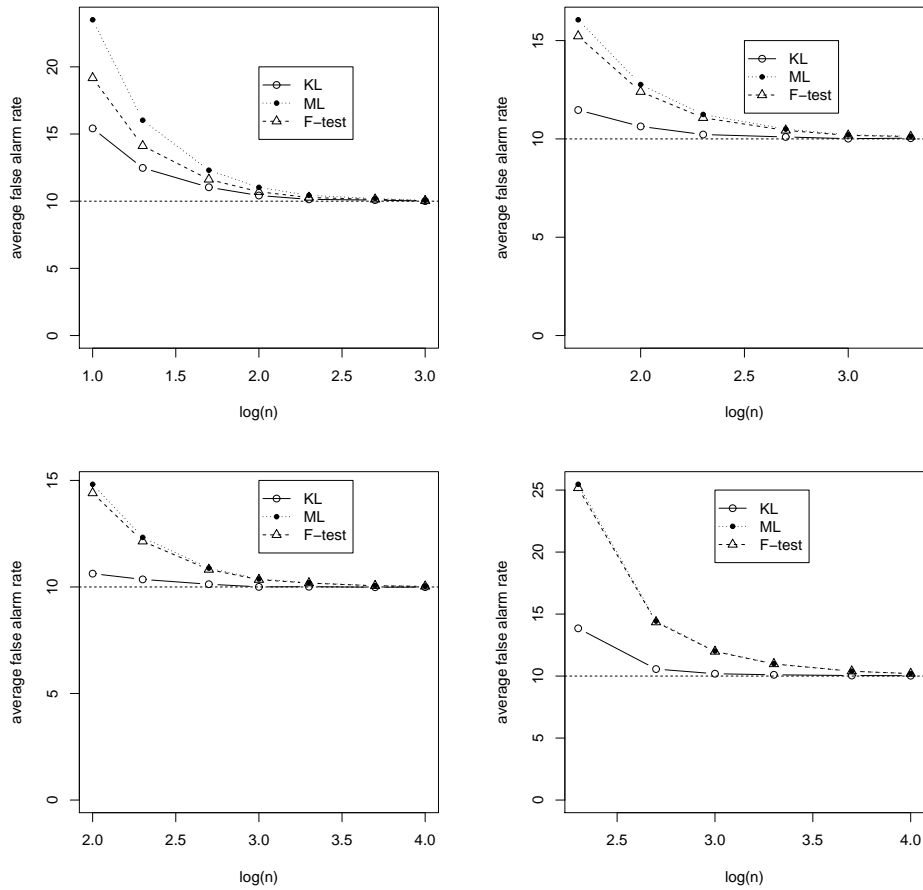 average false alarm rate
20
15
10
5
0
KL
ML
F−test
1.0 1.5 2.0 2.5 3.0
log(n)
average false alarm rate
15
10
5
0
KL
ML
F−test
2.0 2.5 3.0
log(n)
average false alarm rate
15
10
5
0
KL
ML
F−test
2.0 2.5 3.0 3.5 4.0
log(n)
average false alarm rate
25
20
15
10
5
0
KL
ML
F−test
2.5 3.0 3.5 4.0
log(n)